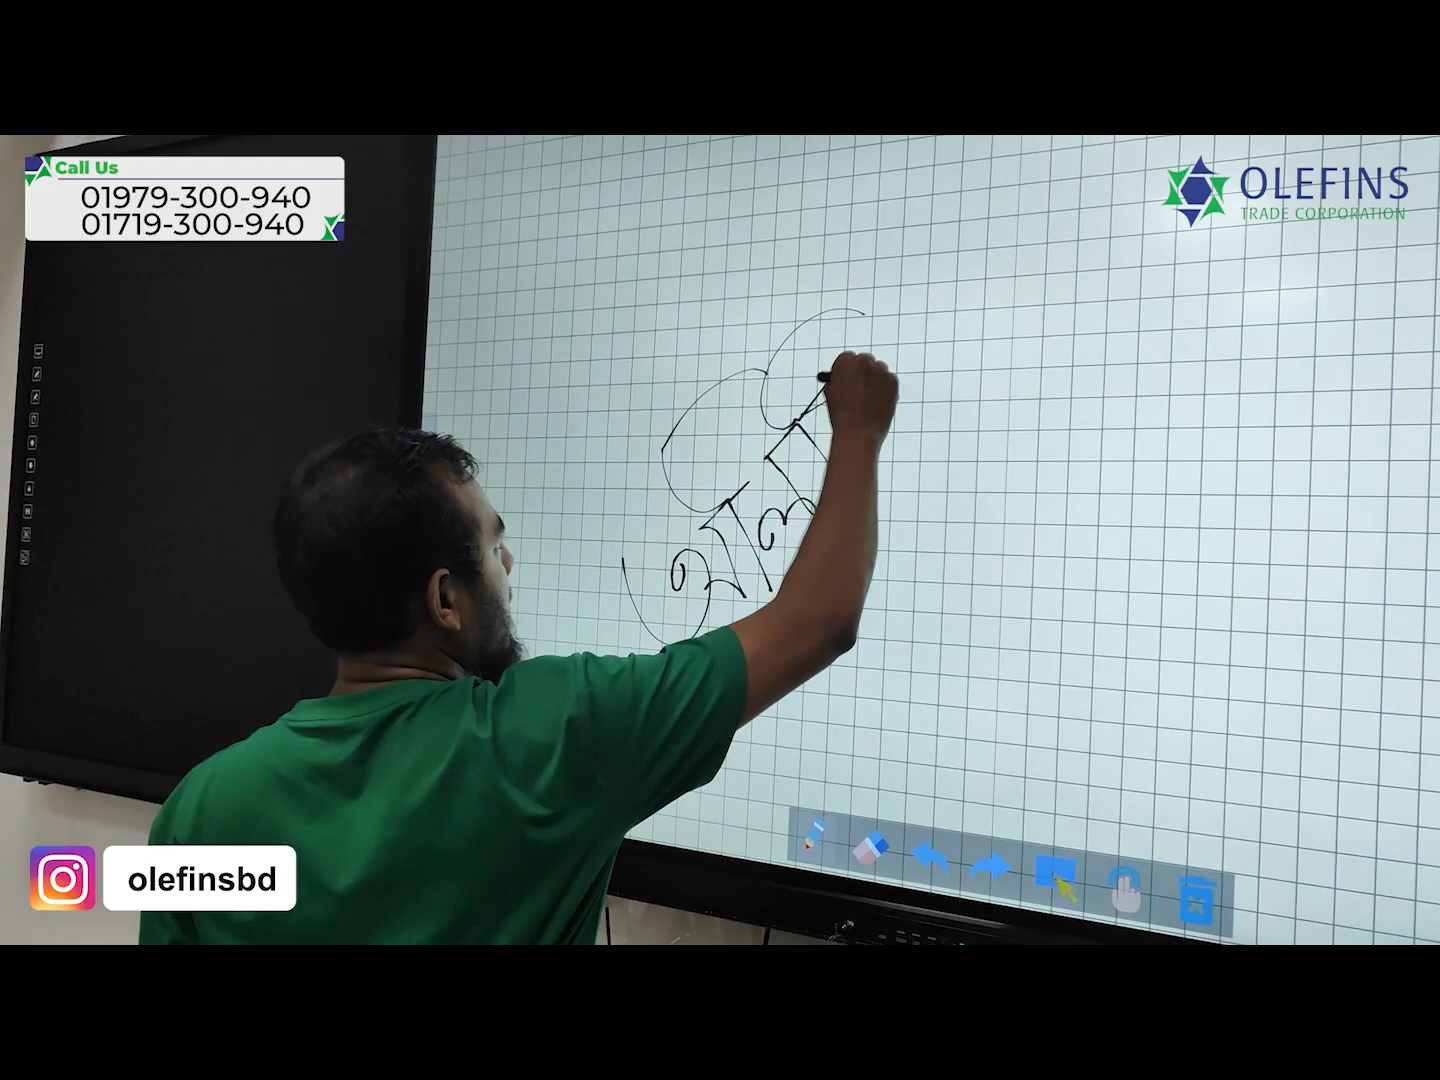 Call Us
01979-300-940
01719-300-940
OLEFINS
TRADE CORPORATION
olefinsbd